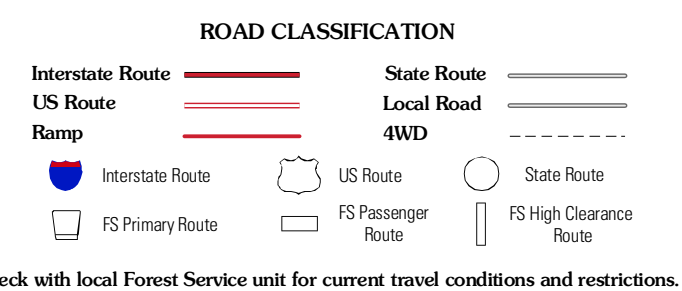 ROAD CLASSIFICATION
Interstate Route
State Route
US Route
Local Road
Ramp
4WD
Interstate Route
US Route
State Route
FS Primary Route
FS Passenger
Route
FS High Clearance
Route
with local Forest Service unit for current travel conditions and restrictions.